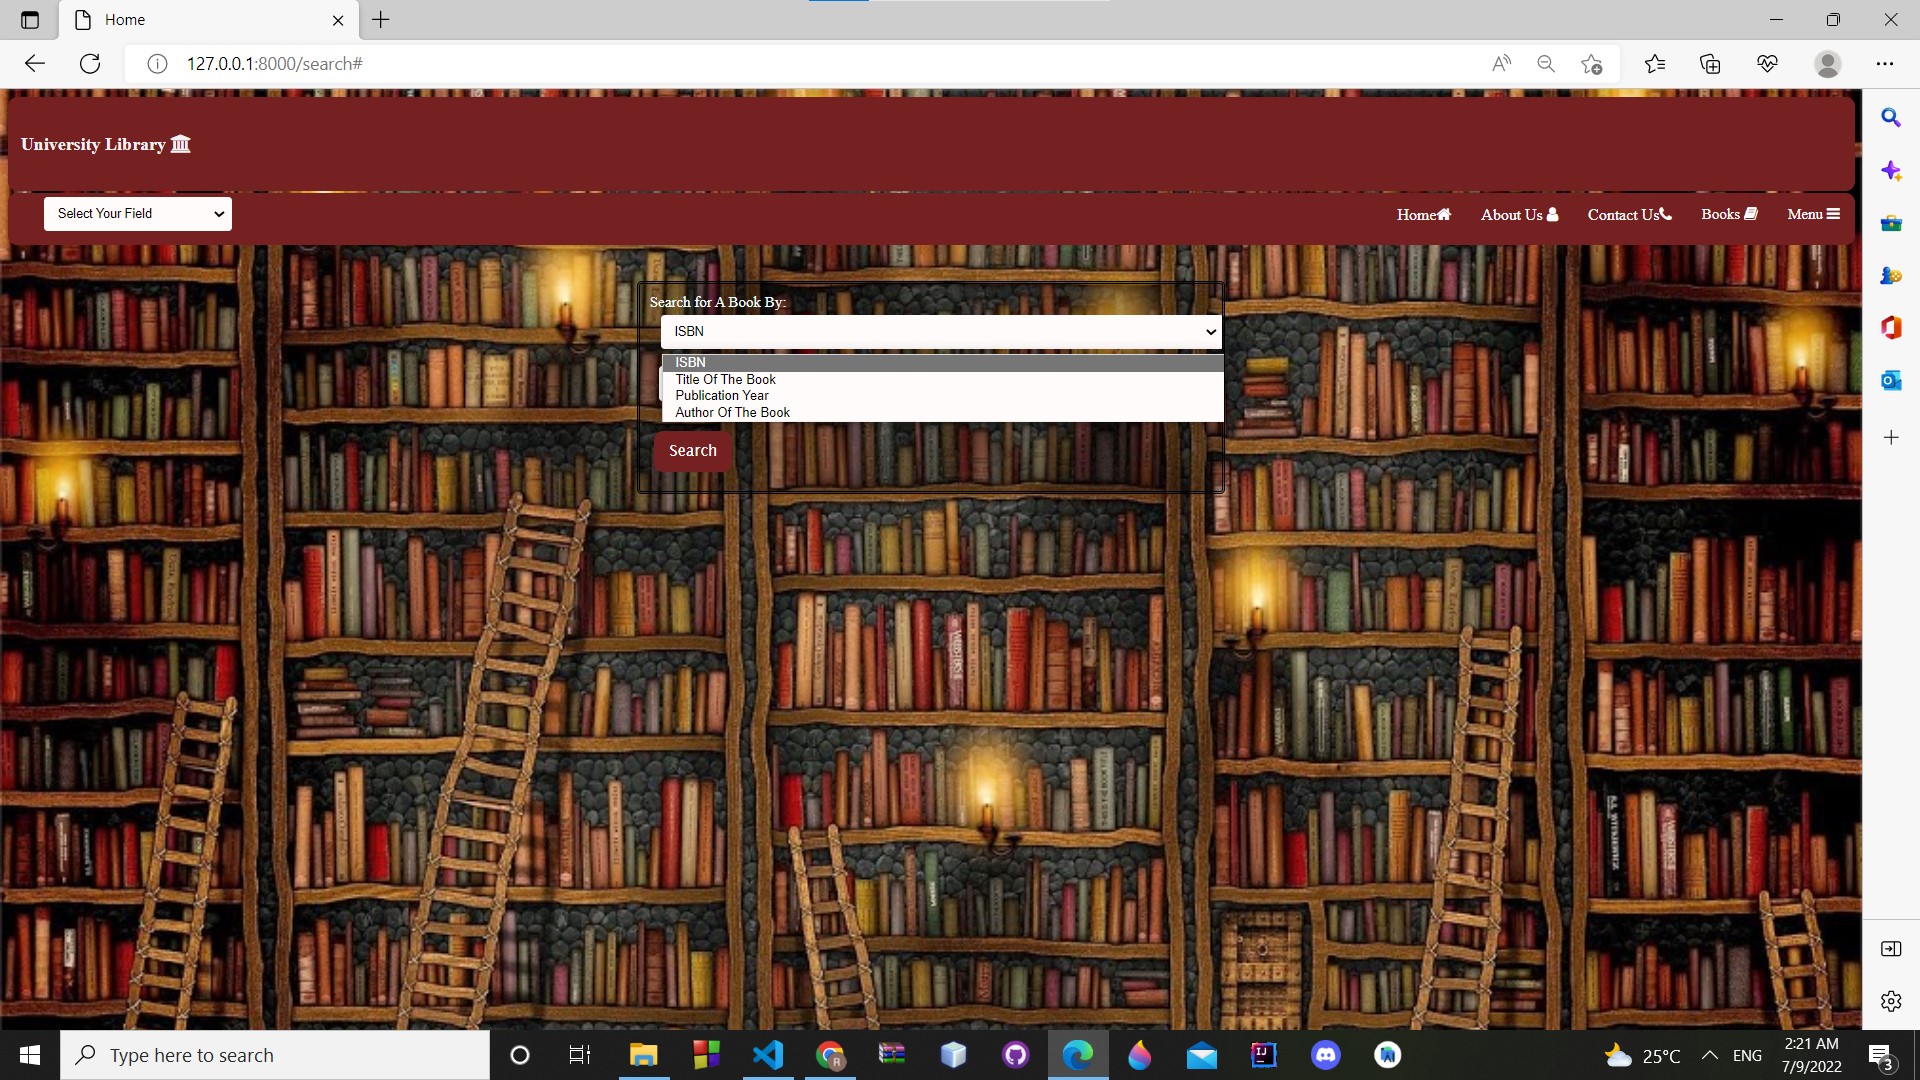 Home
127.0.0.1:8000/search#
University Library
Select Your Field
Home
About Us
Contact Us
Books
Menu
Search for A Book By:
ISBN
ISBN
Title Of The Book
Publication Year
Author Of The Book
Search
Type here to search
25°C
ENG
2:21 AM
7/9/2022
3